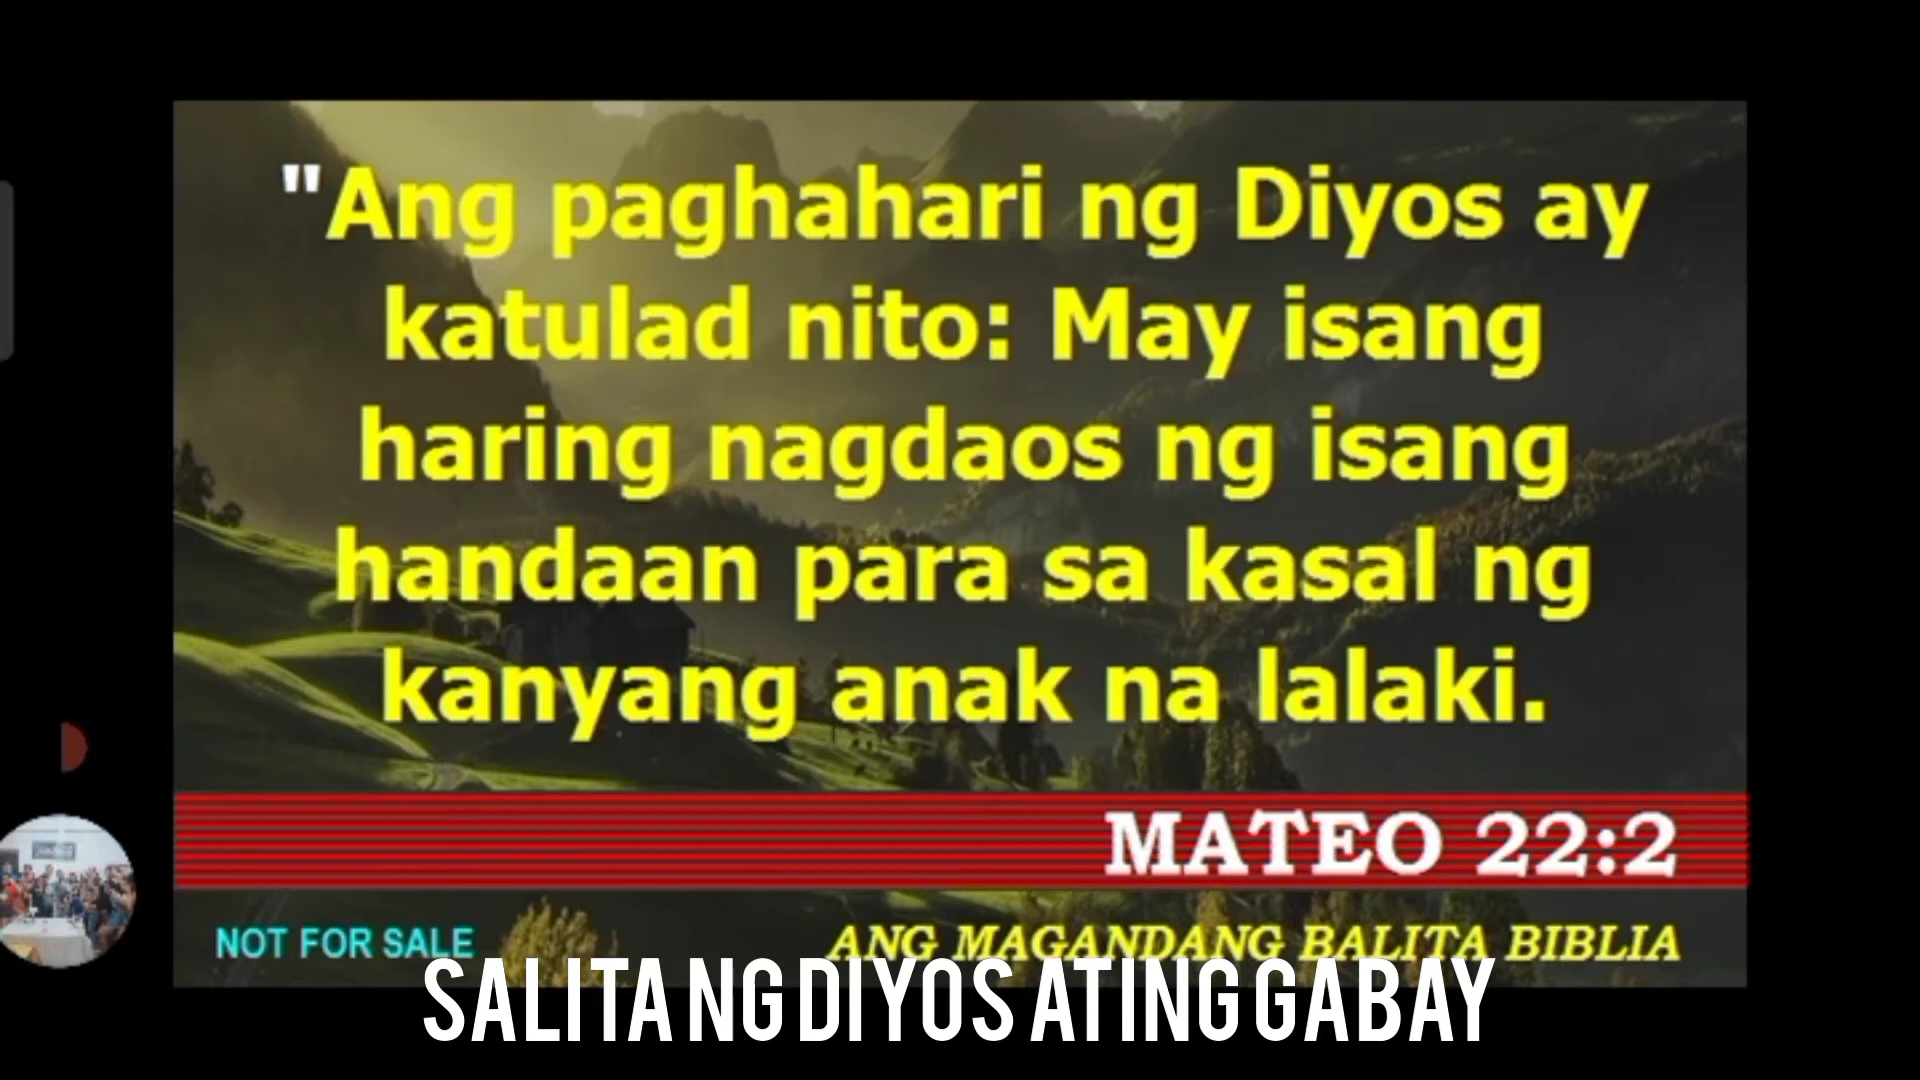 "Ang paghahari ng Diyos ay
katulad nito: May isang
haring nagdaos ng isang
handaan para sa kasal ng
kanyang anak na lalaki.
MATEO 22:2
NOT FOR SALE
ANG MAGANDANG BALITA BIBLIA
SALITA NG DIYOS ATING GABAY